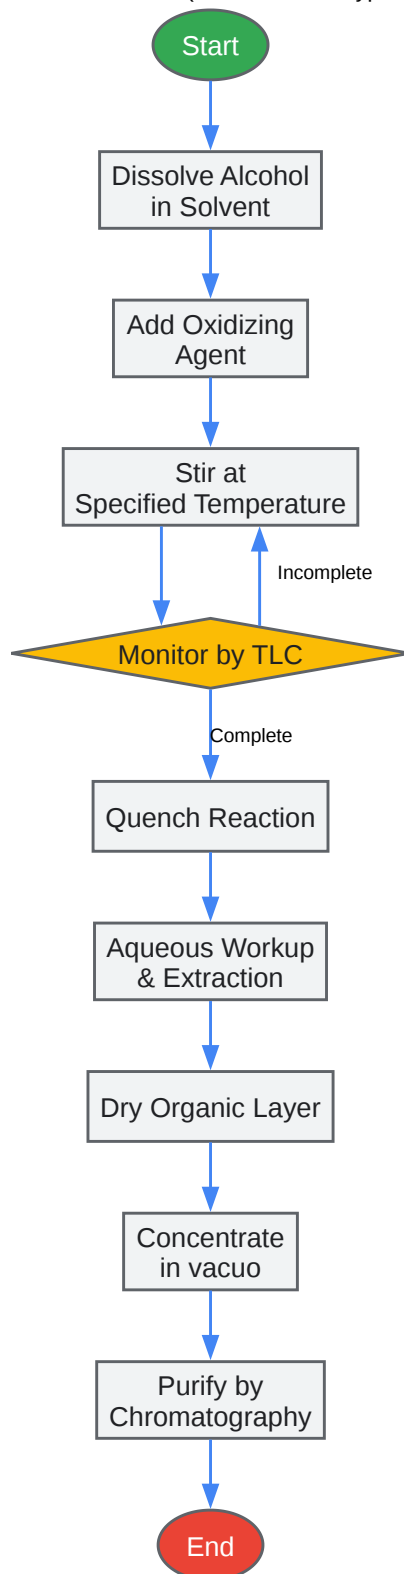 Start
Dissolve Alcohol
in Solvent
Add Oxidizing
Agent
Stir at
Specified Temperature
Incomplete
Monitor by TLC
Complete
Quench Reaction
Aqueous Workup
& Extraction
Dry Organic Layer
Concentrate
in vacuo
Purify by
Chromatography
End